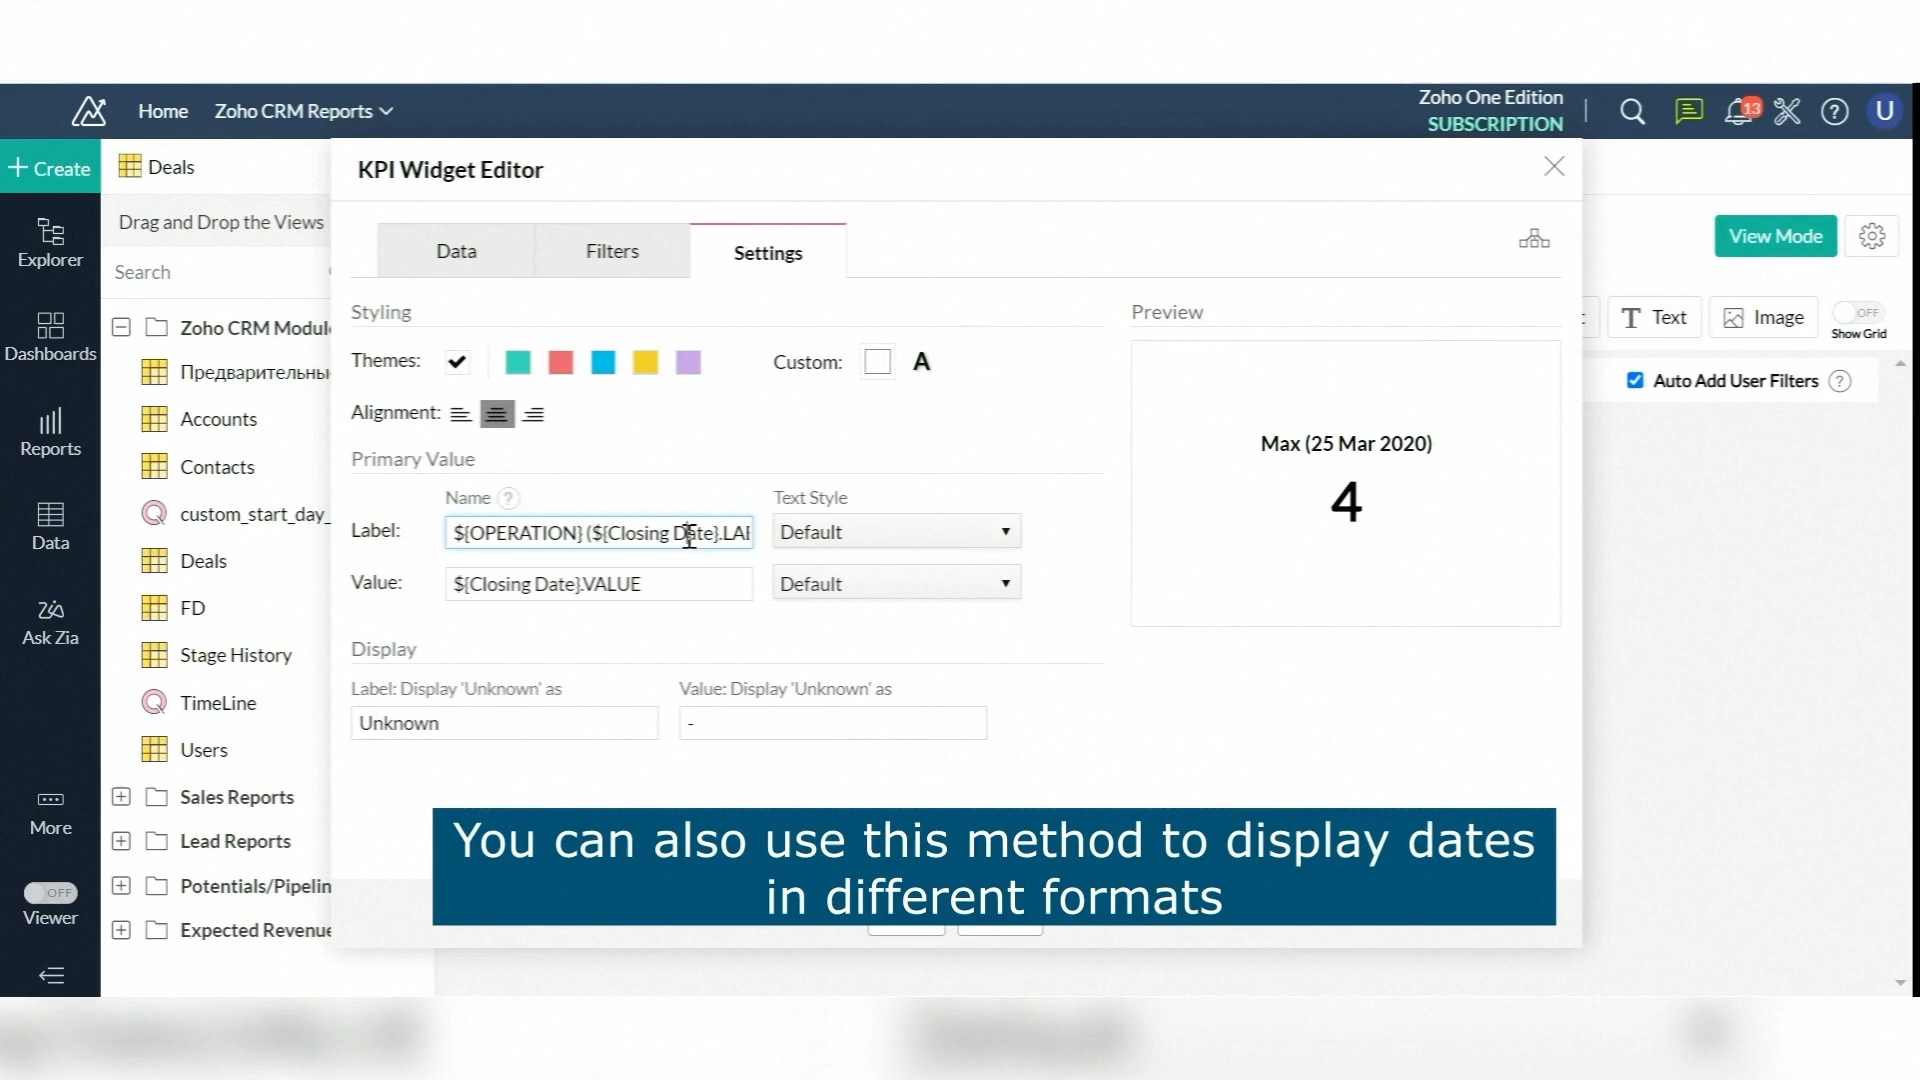 Home
Zoho CRM Reports
Zoho One Edition
SUBSCRIPTION
13
U
Create
Deals
KPI Widget Editor
Drag and Drop the Views
Data
Filters
Settings
View Mode
Explorer
Search
Styling
Preview
Text
Image
OFF
Show Grid
Zoho CRM
Dashboards
Themes:
Custom:
A
Предварительны
Auto Add User Filters
Alignment:
Accounts
Reports
Max (25 Mar 2020)
4
Primary Value
Contacts
Name
Text Style
custom_start_day_
Label:
${OPERATION} (${Closing Date}.LAB
Default
Data
Deals
Value:
${Closing Date}.VALUE
Default
FD
Ask Zia
Stage History
Display
Label: Display 'Unknown' as
Value: Display 'Unknown' as
TimeLine
Unknown
-
Users
Sales Reports
More
Lead Reports
You can also use this method to display dates
in different formats
Potentials/Pipelin
OFF
Viewer
Expected Revenue